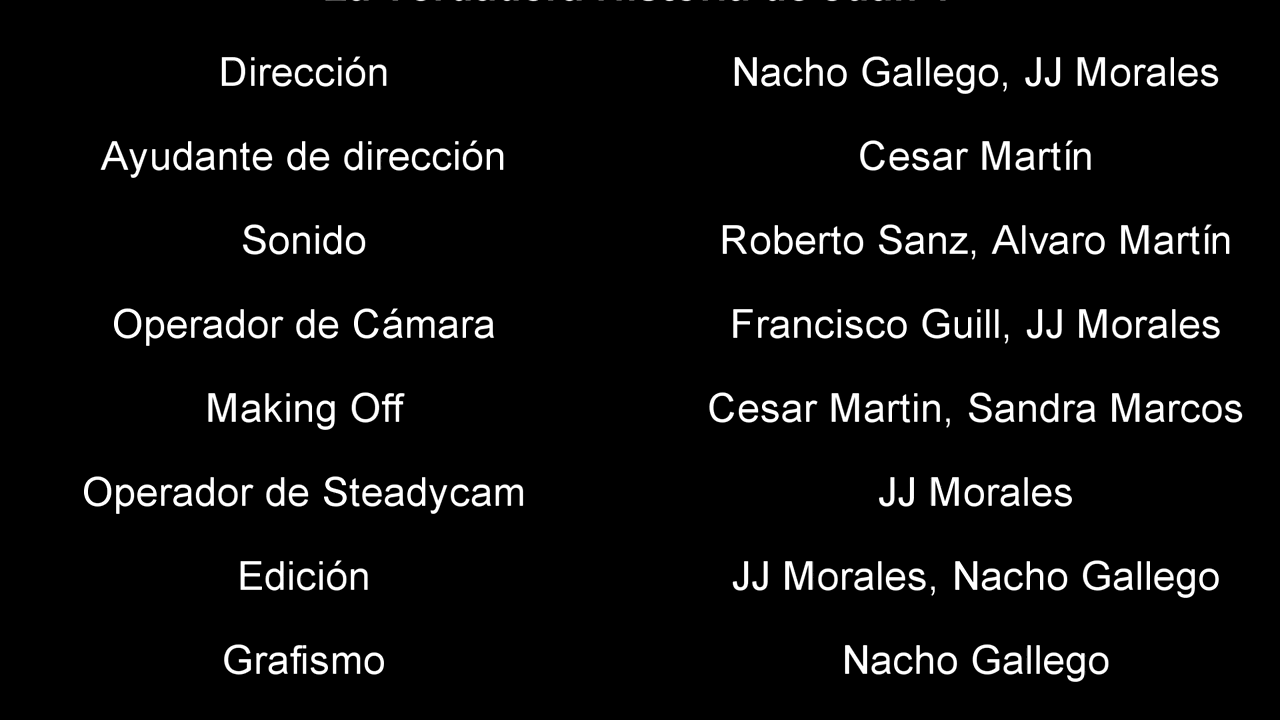 Dirección Nacho Gallego, JJ Morales
Ayudante de dirección Cesar Martín
Sonido Roberto Sanz, Alvaro Martín
Operador de Cámara Francisco Guill, JJ Morales
Making Off Cesar Martin, Sandra Marcos
Operador de Steadycam JJ Morales
Edición JJ Morales, Nacho Gallego
Grafismo Nacho Gallego